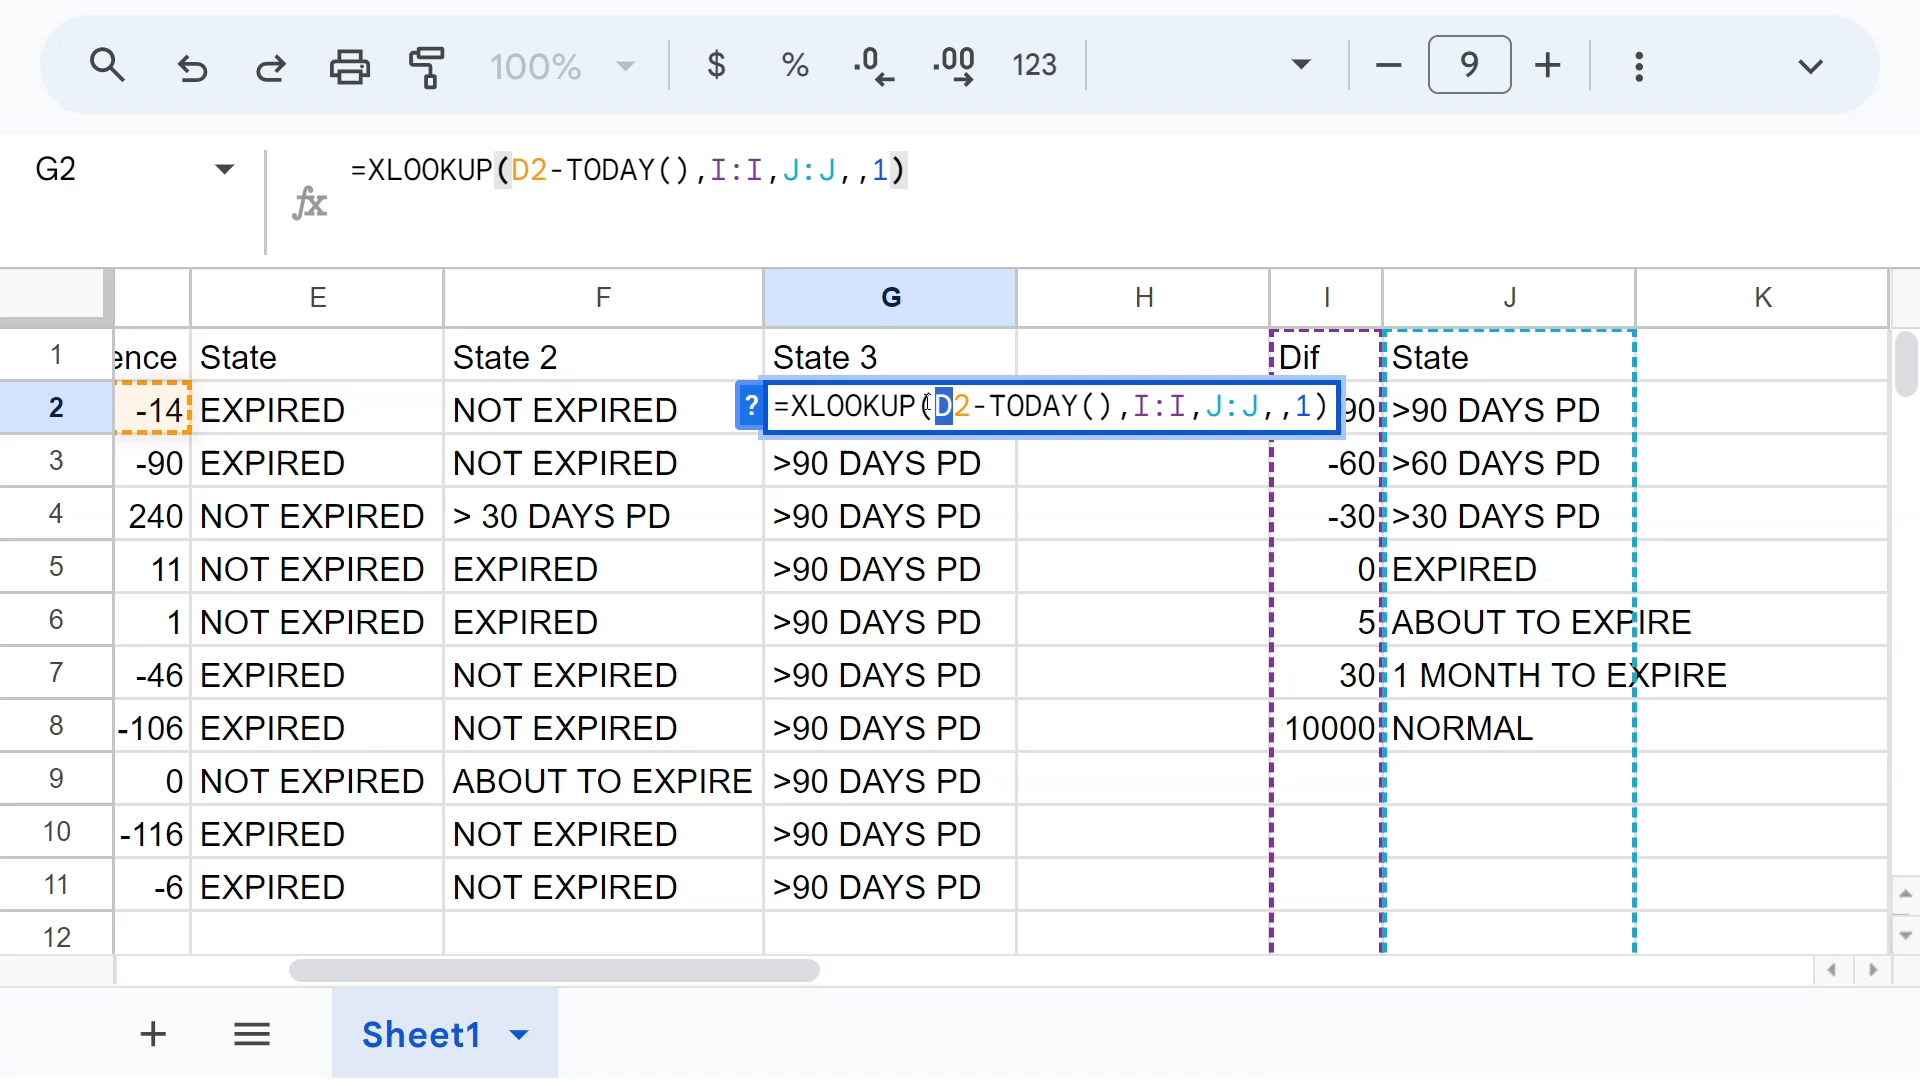 100% $ % .0 .00 123 9
G2 =XLOOKUP(D2-TODAY(),I:I,J:J,,1)
fx
E F G H I J K
1 ence State State 2 State 3 Dif State
2 -14 EXPIRED NOT EXPIRED ? =XLOOKUP(D2-TODAY(),I:I,J:J,,1) 90 >90 DAYS PD
3 -90 EXPIRED NOT EXPIRED >90 DAYS PD -60 >60 DAYS PD
4 240 NOT EXPIRED > 30 DAYS PD >90 DAYS PD -30 >30 DAYS PD
5 11 NOT EXPIRED EXPIRED >90 DAYS PD 0 EXPIRED
6 1 NOT EXPIRED EXPIRED >90 DAYS PD 5 ABOUT TO EXPIRE
7 -46 EXPIRED NOT EXPIRED >90 DAYS PD 30 1 MONTH TO EXPIRE
8 -106 EXPIRED NOT EXPIRED >90 DAYS PD 10000 NORMAL
9 0 NOT EXPIRED ABOUT TO EXPIRE >90 DAYS PD
10 -116 EXPIRED NOT EXPIRED >90 DAYS PD
11 -6 EXPIRED NOT EXPIRED >90 DAYS PD
12
Sheet1